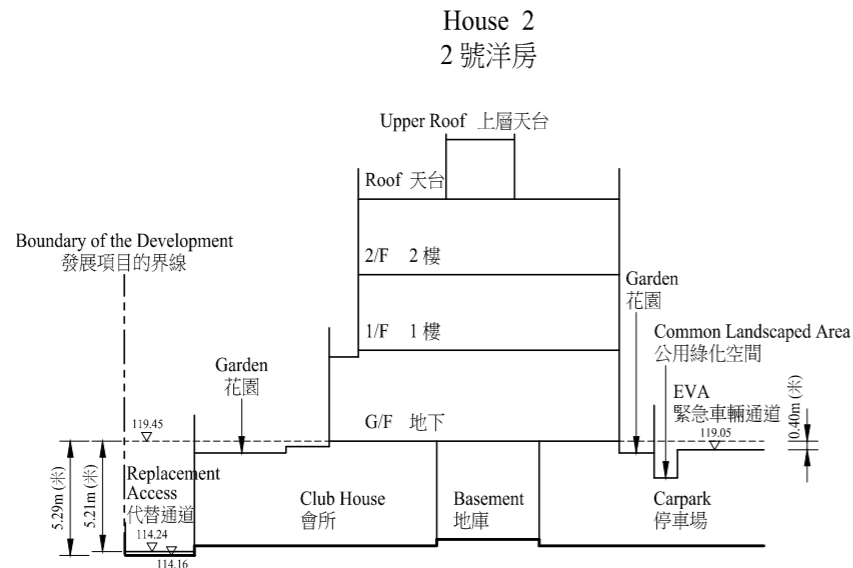 House 2
2 號洋房
Upper Roof 上層天台
Roof 天台
Boundary of the Development
發展項目的界線
2/F 2 樓
Garden
花園
1/F 1 樓
Common Landscaped Area
公用綠化空間
Garden
花園
EVA
緊急車輛通道
119.45
G/F 地下
119.05
0.40m (米)
5.29m (米)
5.21m (米)
Replacement
Access
代替通道
Club House
會所
Basement
地庫
Carpark
停車場
114.24
114.16